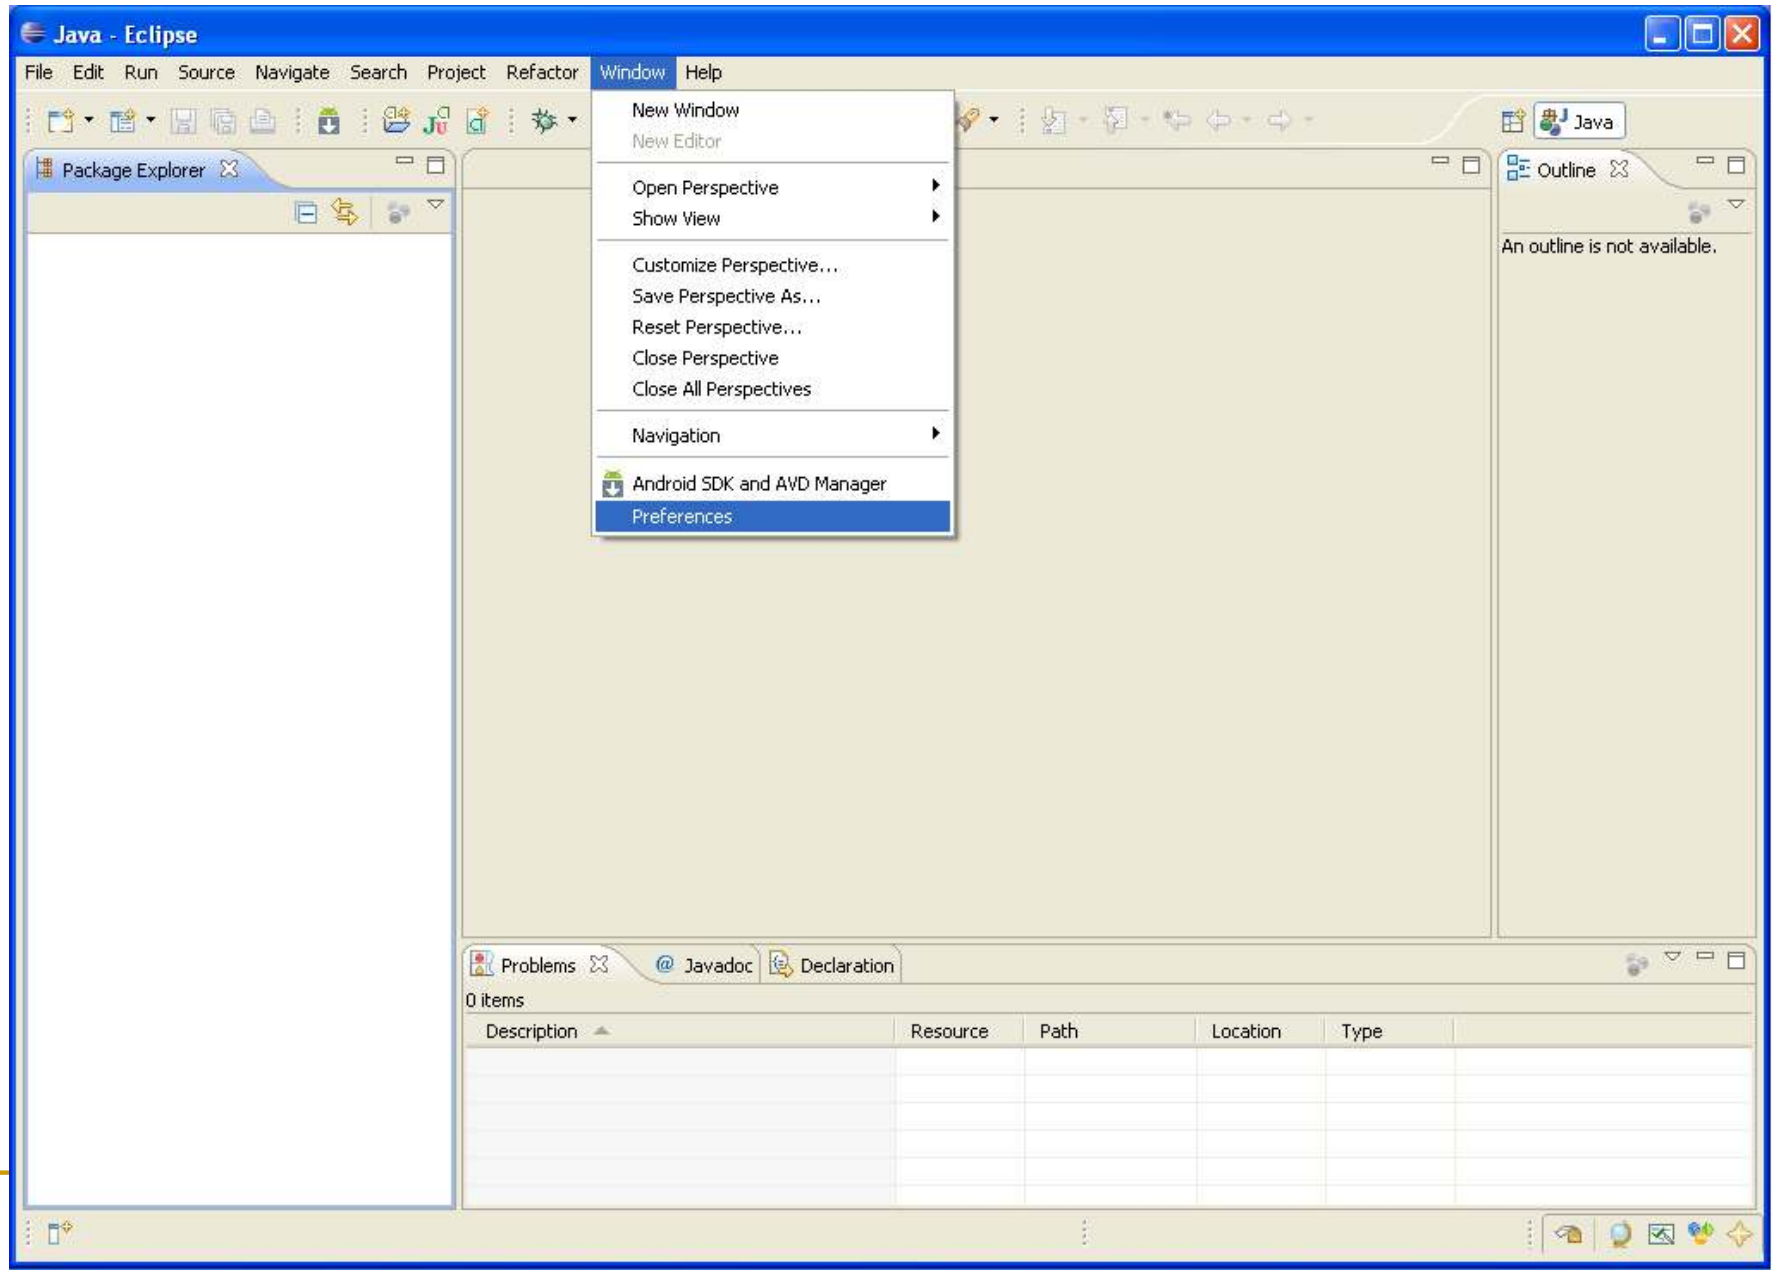 Java - Eclipse
File Edit Run Source Navigate Search Project Refactor Window Help
Java
New Window
New Editor
Open Perspective
Show View
Customize Perspective...
Save Perspective As...
Reset Perspective...
Close Perspective
Close All Perspectives
Navigation
Android SDK and AVD Manager
Preferences
Package Explorer
Outline
An outline is not available.
Problems @ Javadoc Declaration
0 items
Description Resource Path Location Type